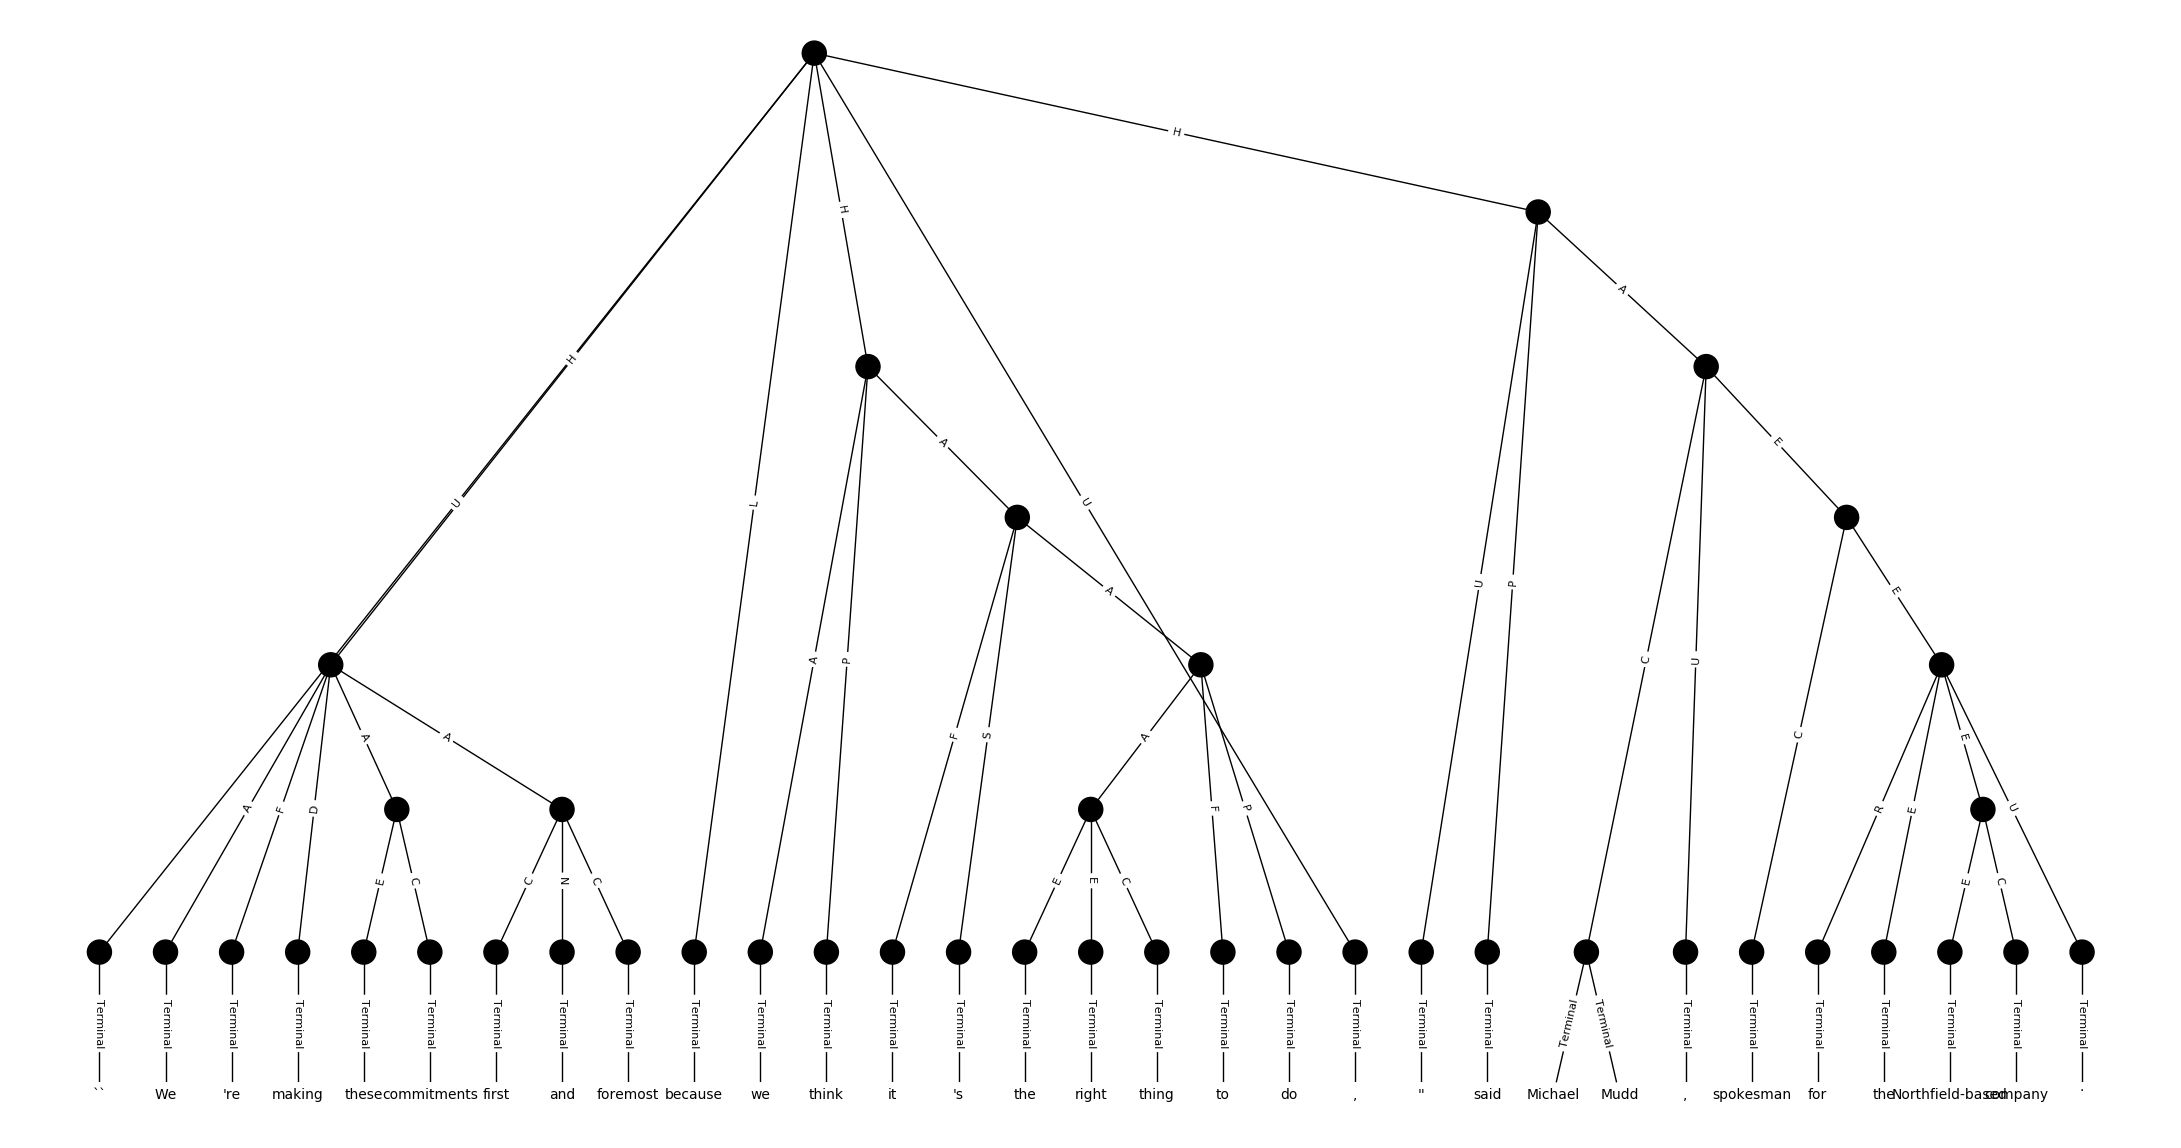 H
H
H
A
L
U
E
A
U
E
U
P
A
A
P
C
U
A
A
F
S
A
C
E
A
F
D
F
P
R
E
U
E
C
C
N
C
E
E
C
E
C
Terminal Terminal Terminal Terminal Terminal Terminal Terminal Terminal Terminal Terminal Terminal Terminal Terminal Terminal Terminal Terminal Terminal Terminal Terminal Terminal Terminal Terminal Terminal Terminal Terminal Terminal Terminal Terminal Terminal Terminal Terminal
`` We 're making these commitments first and foremost because we think it 's the right thing to do , " said Michael Mudd , spokesman for the Northfield-based company .